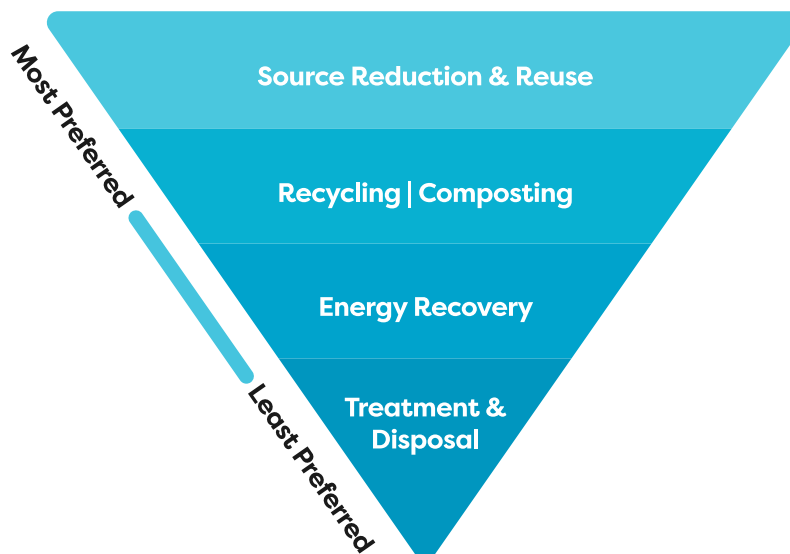 Source Reduction & Reuse
Most Preferred
Recycling | Composting
Energy Recovery
Treatment &
Disposal
Least Preferred